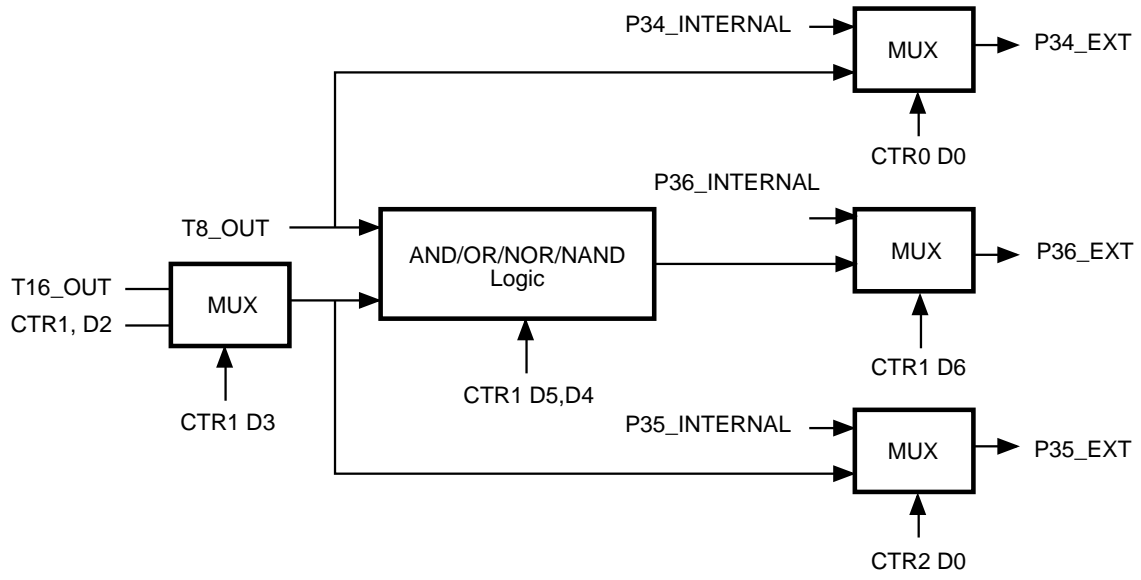 P34_INTERNAL
MUX
P34_EXT
CTR0 D0
P36_INTERNAL
T8_OUT
AND/OR/NOR/NAND
Logic
MUX
P36_EXT
T16_OUT
MUX
CTR1, D2
CTR1 D6
CTR1 D5,D4
CTR1 D3
P35_INTERNAL
MUX
P35_EXT
CTR2 D0